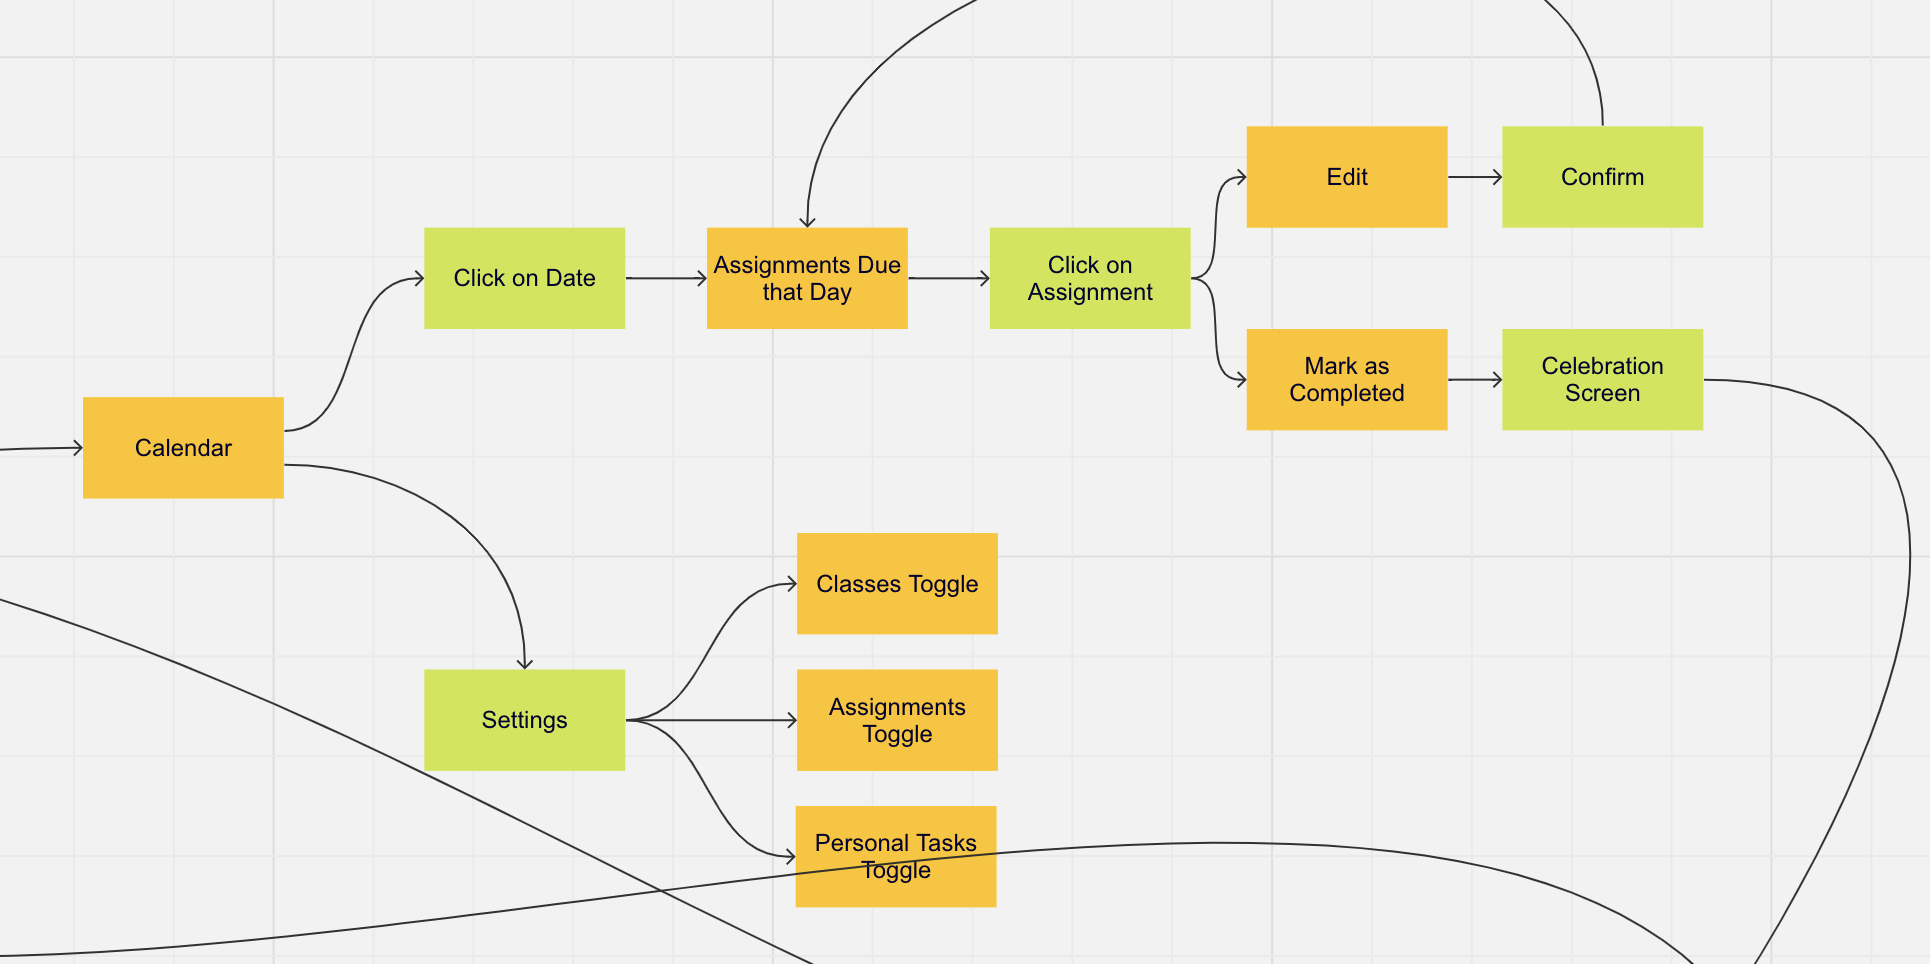 Edit
Confirm
Click on Date
Assignments Due
that Day
Click on
Assignment
Mark as
Completed
Celebration
Screen
Calendar
Classes Toggle
Settings
Assignments
Toggle
Personal Tasks
Toggle